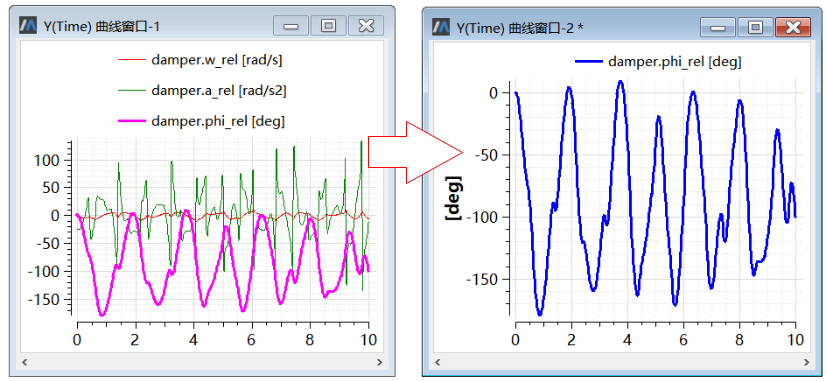 Y(Time) 曲线窗口-1
damper.w_rel [rad/s]
damper.a_rel [rad/s2]
damper.phi_rel [deg]
100
50
0
-50
-100
-150
0 2 4 6 8 10
Y(Time) 曲线窗口-2 *
damper.phi_rel [deg]
[deg]
0
-50
-100
-150
0 2 4 6 8 10